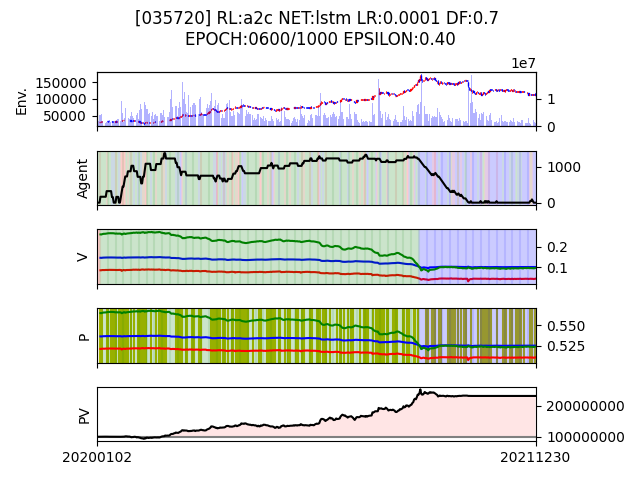 [035720] RL:a2c NET:lstm LR:0.0001 DF:0.7
EPOCH:0600/1000 EPSILON:0.40
1e7
Env.
150000
100000
50000
1
0
Agent
1000
0
V
0.2
0.1
P
0.550
0.525
PV
200000000
100000000
20200102
20211230